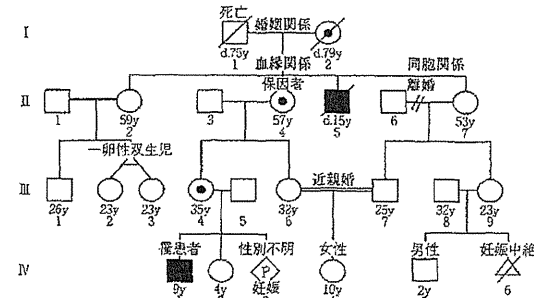 死亡
婚姻関係
I
d.75y
d.79y
1
2
血縁関係
同胞関係
保因者
離婚
II
1
59y
2
3
57y
4
d.15y
5
6
53y
7
一卵性双生児
近親婚
III
26y
1
23y
2
23y
3
35y
4
5
32y
6
25y
7
32y
8
23y
9
罹患者
性別不明
女性
男性
妊娠中絶
IV
P
9y
4y
妊娠
10y
2y
6